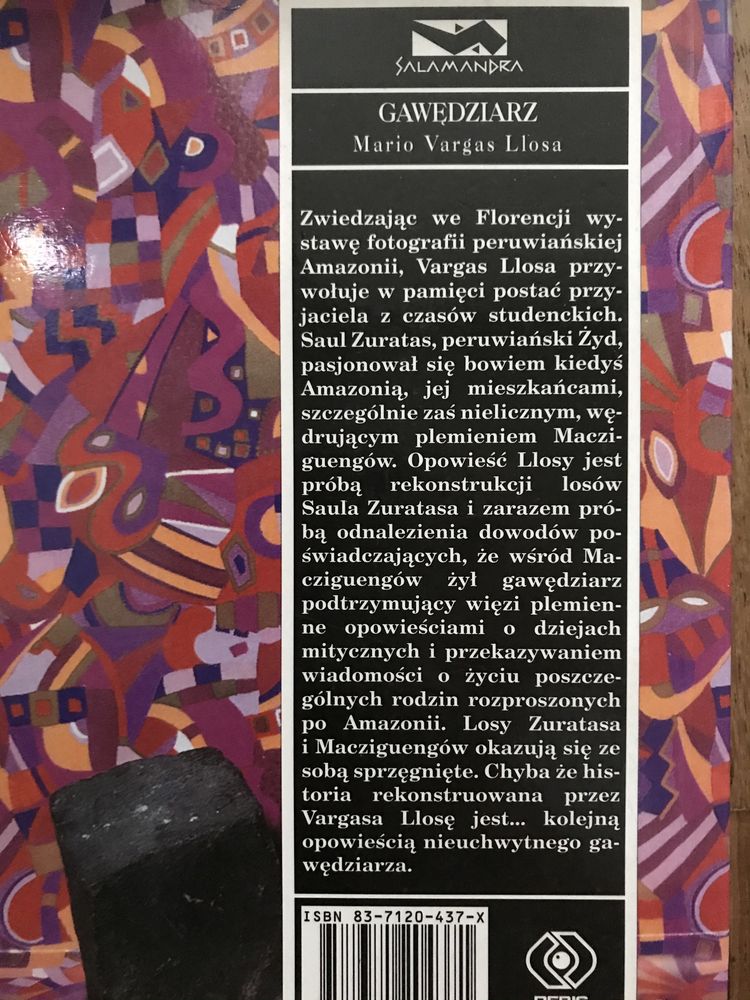 SALAMANDRA
GAWĘDZIARZ
Mario Vargas Llosa
Zwiedzając we Florencji wy-
stawę fotografii peruwiańskiej
Amazonii, Vargas Llosa przy-
wołuje w pamięci postać przy-
jaciela z czasów studenckich.
Saul Zuratas, peruwiański Żyd,
pasjonował się bowiem kiedyś
Amazonią, jej mieszkańcami,
szczególnie zaś nielicznym, wę-
drującym plemieniem Maczi-
guengów. Opowieść Llosy jest
próbą rekonstrukcji losów
Saula Zuratasa i zarazem pró-
bą odnalezienia dowodów po-
świadczających, że wśród Ma-
cziguengów żył gawędziarz
podtrzymujący więzi plemien-
ne opowieściami o dziejach
mitycznych i przekazywaniem
wiadomości o życiu poszcze-
gólnych rodzin rozproszonych
po Amazonii. Losy Zuratasa
i Macziguengów okazują się ze
sobą sprzęgnięte. Chyba że his-
toria rekonstruowana przez
Vargasa Llosę jest... kolejną
opowieścią nieuchwytnego ga-
wędziarza.
ISBN 83-7120-437-X